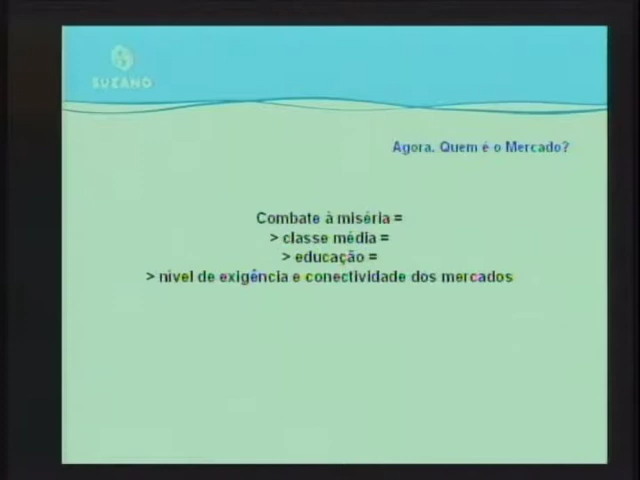 SUZANO
Agora. Quem é o Mercado?
Combate à miséria =
> classe média =
> educação =
> nível de exigência e conectividade dos mercados